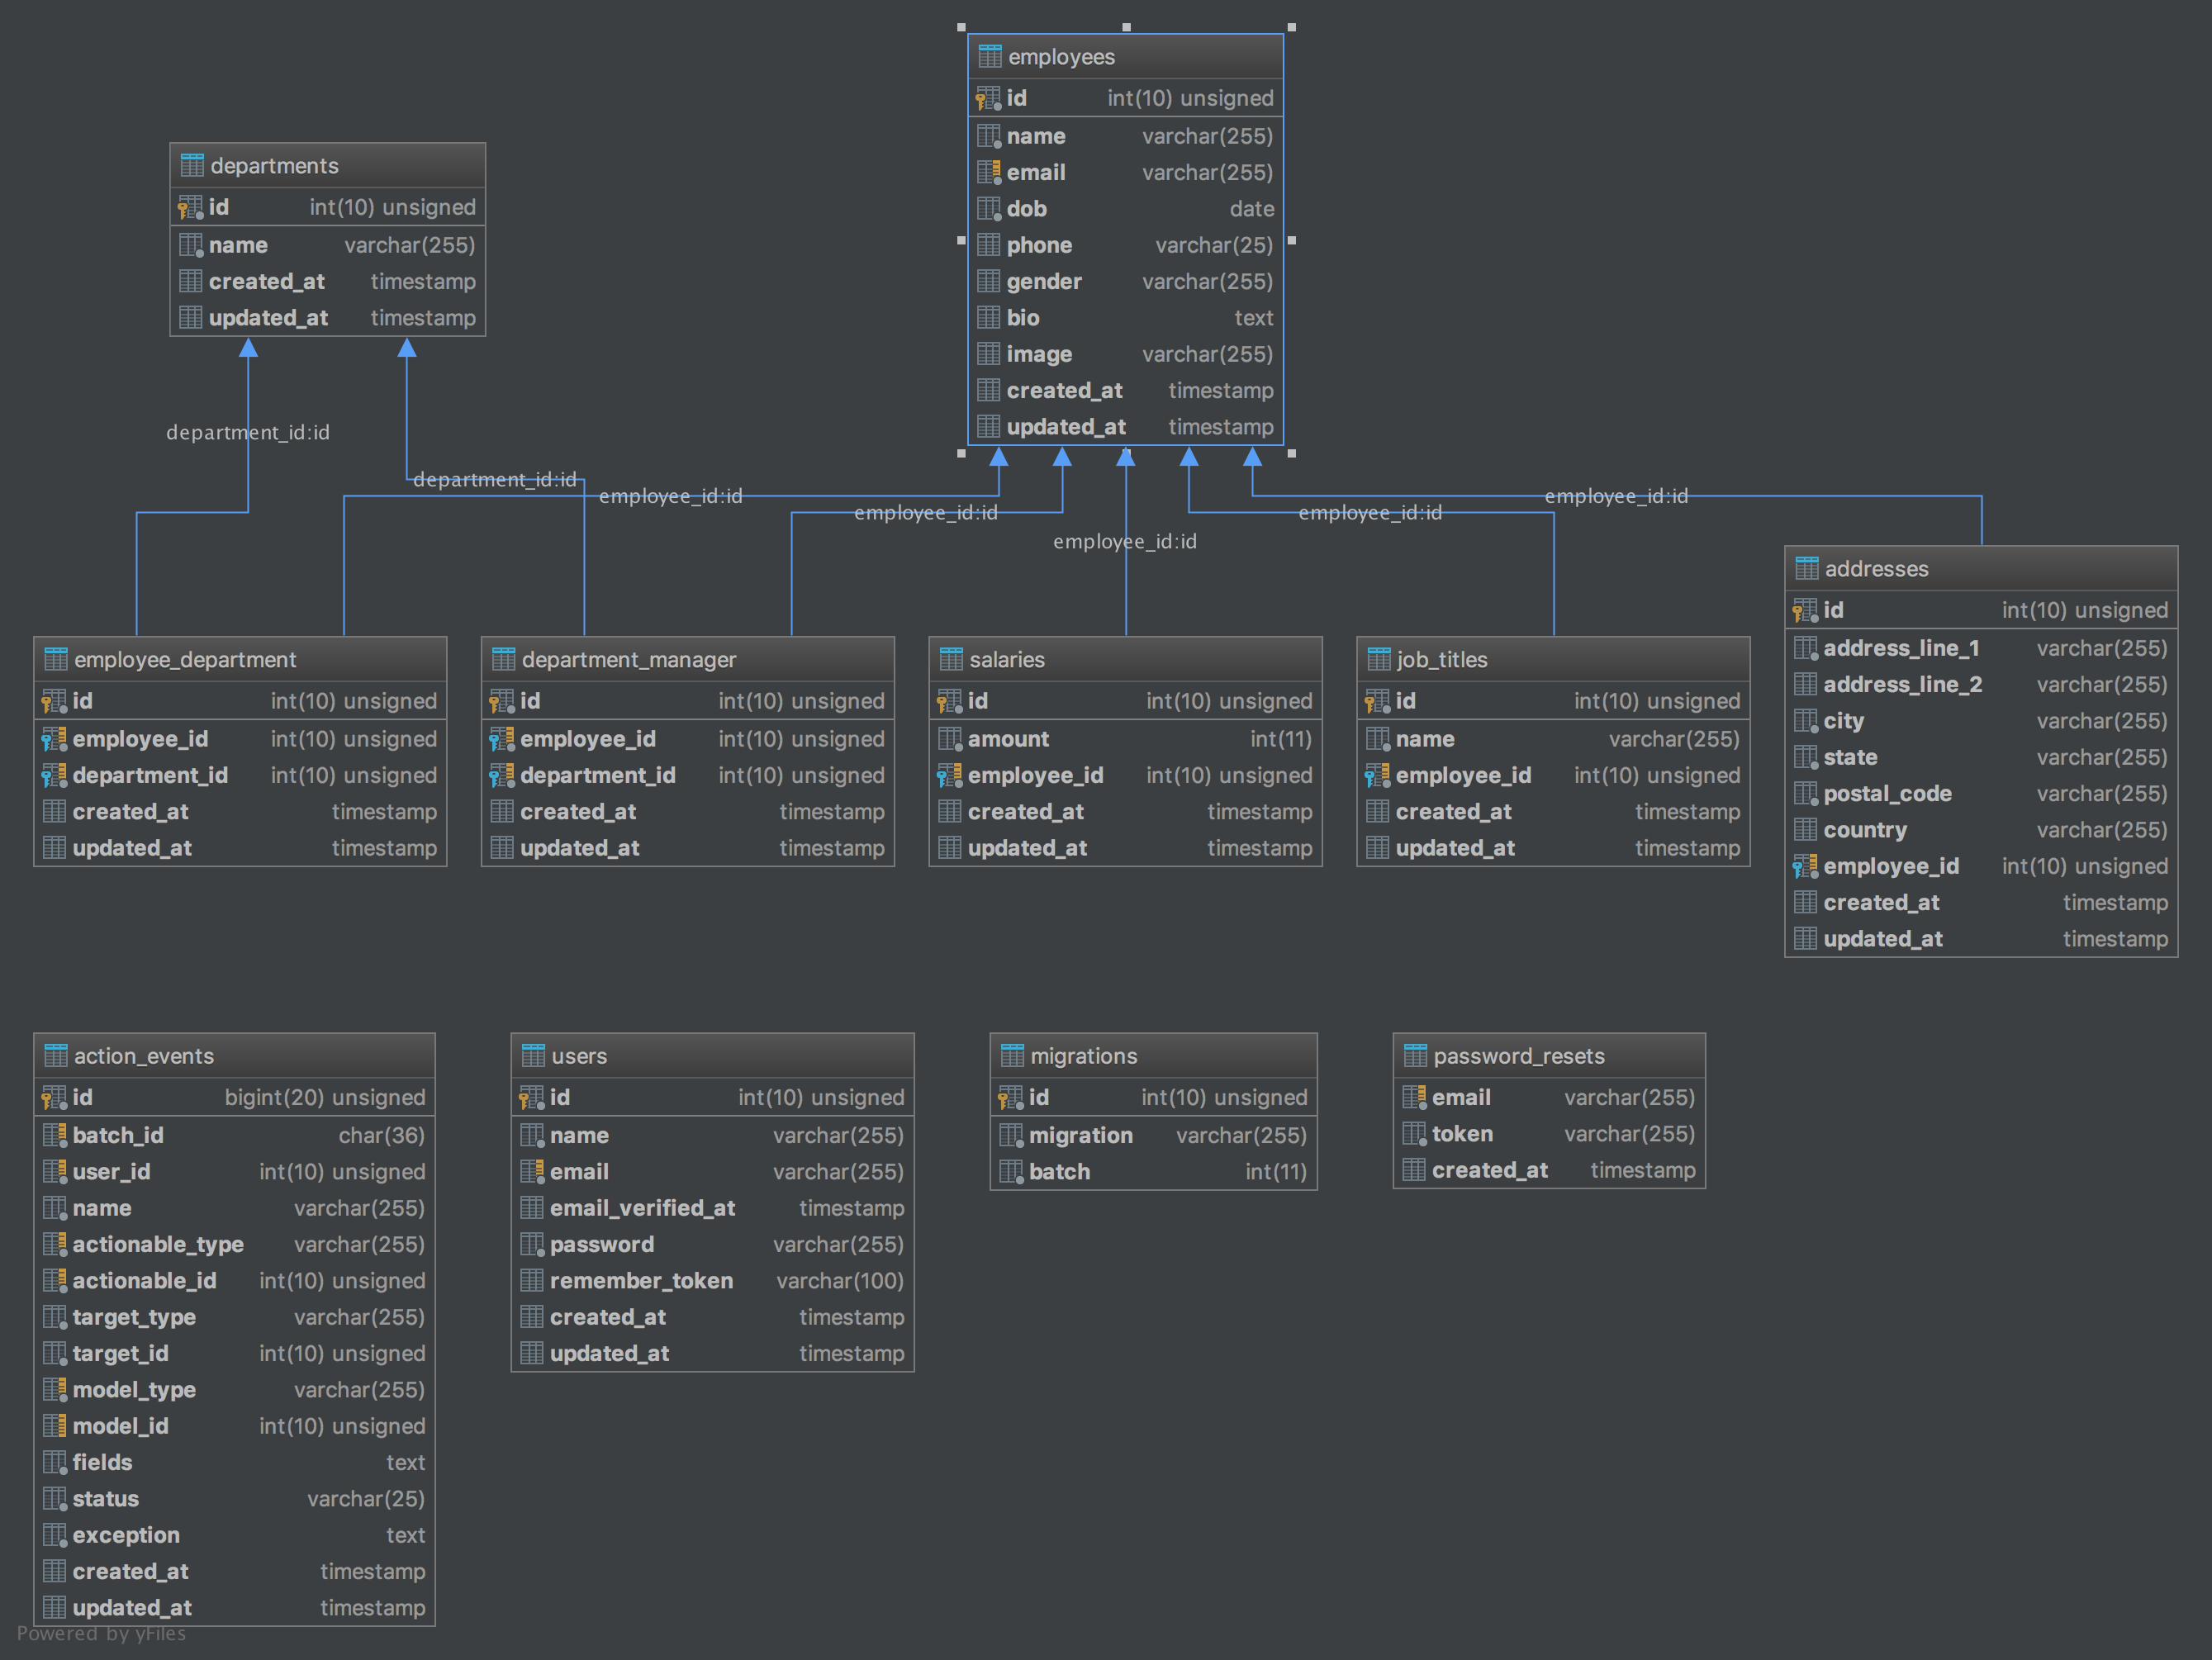 employees
id int(10) unsigned
name varchar(255)
email varchar(255)
dob date
phone varchar(25)
gender varchar(255)
bio text
image varchar(255)
created_at timestamp
updated_at timestamp
departments
id int(10) unsigned
name varchar(255)
created_at timestamp
updated_at timestamp
department_id:id
department_id:id
employee_id:id
employee_id:id
employee_id:id
employee_id:id
employee_id:id
employee_department
id int(10) unsigned
employee_id int(10) unsigned
department_id int(10) unsigned
created_at timestamp
updated_at timestamp
department_manager
id int(10) unsigned
employee_id int(10) unsigned
department_id int(10) unsigned
created_at timestamp
updated_at timestamp
salaries
id int(10) unsigned
amount int(11)
employee_id int(10) unsigned
created_at timestamp
updated_at timestamp
job_titles
id int(10) unsigned
name varchar(255)
employee_id int(10) unsigned
created_at timestamp
updated_at timestamp
addresses
id int(10) unsigned
address_line_1 varchar(255)
address_line_2 varchar(255)
city varchar(255)
state varchar(255)
postal_code varchar(255)
country varchar(255)
employee_id int(10) unsigned
created_at timestamp
updated_at timestamp
action_events
id bigint(20) unsigned
batch_id char(36)
user_id int(10) unsigned
name varchar(255)
actionable_type varchar(255)
actionable_id int(10) unsigned
target_type varchar(255)
target_id int(10) unsigned
model_type varchar(255)
model_id int(10) unsigned
fields text
status varchar(25)
exception text
created_at timestamp
updated_at timestamp
users
id int(10) unsigned
name varchar(255)
email varchar(255)
email_verified_at timestamp
password varchar(255)
remember_token varchar(100)
created_at timestamp
updated_at timestamp
migrations
id int(10) unsigned
migration varchar(255)
batch int(11)
password_resets
email varchar(255)
token varchar(255)
created_at timestamp
Powered by yFiles